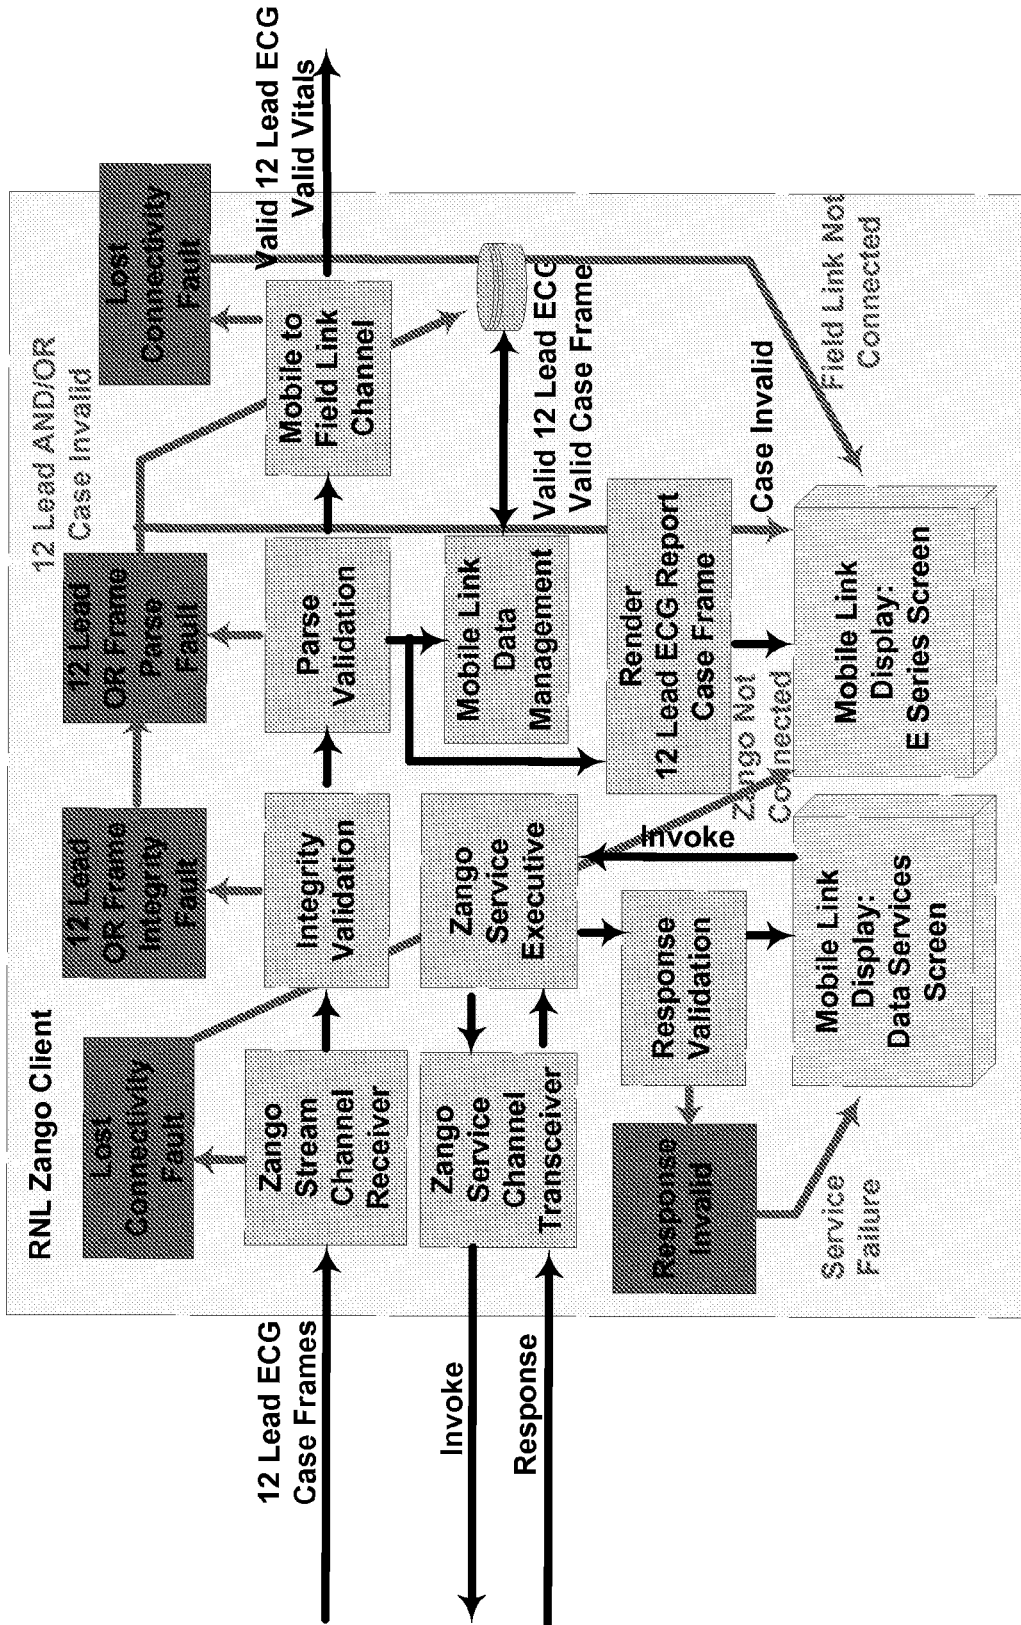 RNL Zango Client
Lost
Connectivity
Fault
12 Lead
OR Frame
Integrity
Fault
12 Lead
OR Frame
Parse
Fault
12 Lead AND/OR
Case Invalid
Lost
Connectivity
Fault
12 Lead ECG
Case Frames
Zango
Stream
Channel
Receiver
Integrity
Validation
Parse
Validation
Mobile to
Field Link
Channel
Valid 12 Lead ECG
Valid Vitals
Invoke
Response
Zango
Service
Channel
Transceiver
Zango
Service
Executive
Mobile Link
Data
Management
Valid 12 Lead ECG
Valid Case Frame
Response
Invalid
Response
Validation
Invoke
Render
12 Lead ECG Report
Case Frame
Zango Not
Connected
Case Invalid
Field Link Not
Connected
Service
Failure
Mobile Link
Display:
Data Services
Screen
Mobile Link
Display:
E Series Screen